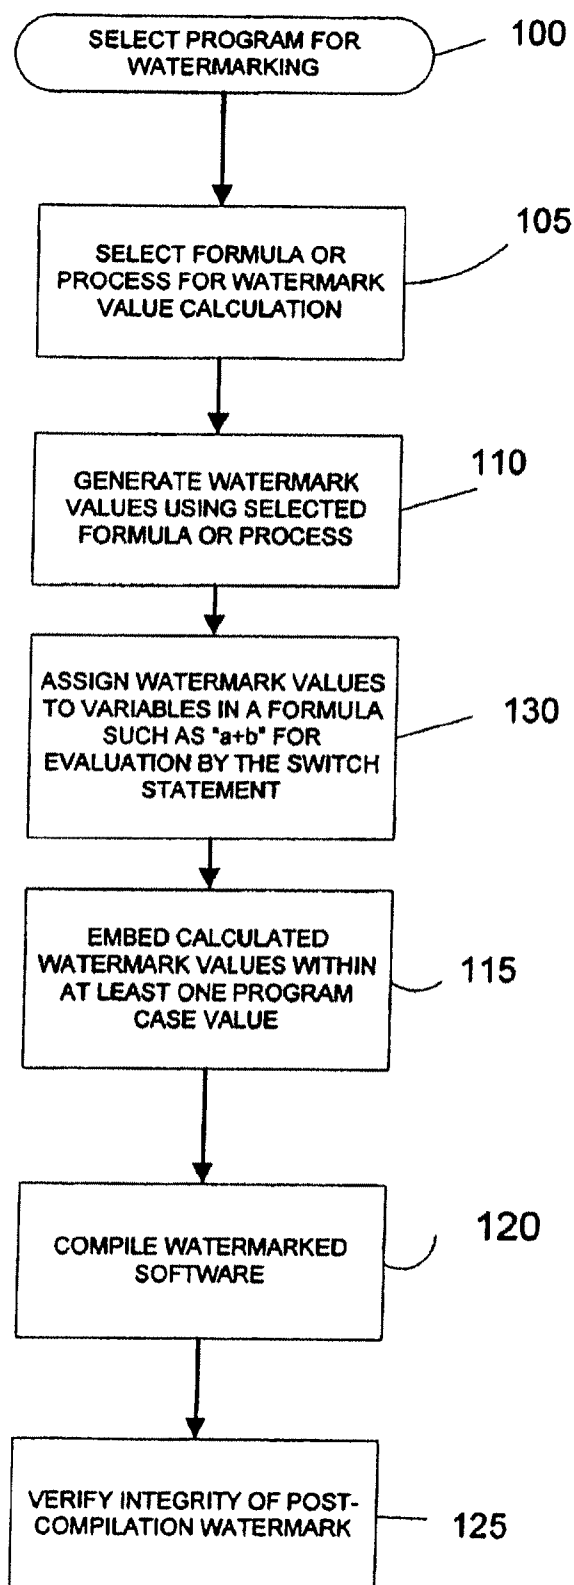 SELECT PROGRAM FOR
WATERMARKING
100
SELECT FORMULA OR
PROCESS FOR WATERMARK
VALUE CALCULATION
105
GENERATE WATERMARK
VALUES USING SELECTED
FORMULA OR PROCESS
110
ASSIGN WATERMARK VALUES
TO VARIABLES IN A FORMULA
SUCH AS "a+b" FOR
EVALUATION BY THE SWITCH
STATEMENT
130
EMBED CALCULATED
WATERMARK VALUES WITHIN
AT LEAST ONE PROGRAM
CASE VALUE
115
COMPILE WATERMARKED
SOFTWARE
120
VERIFY INTEGRITY OF POST-
COMPILATION WATERMARK
125